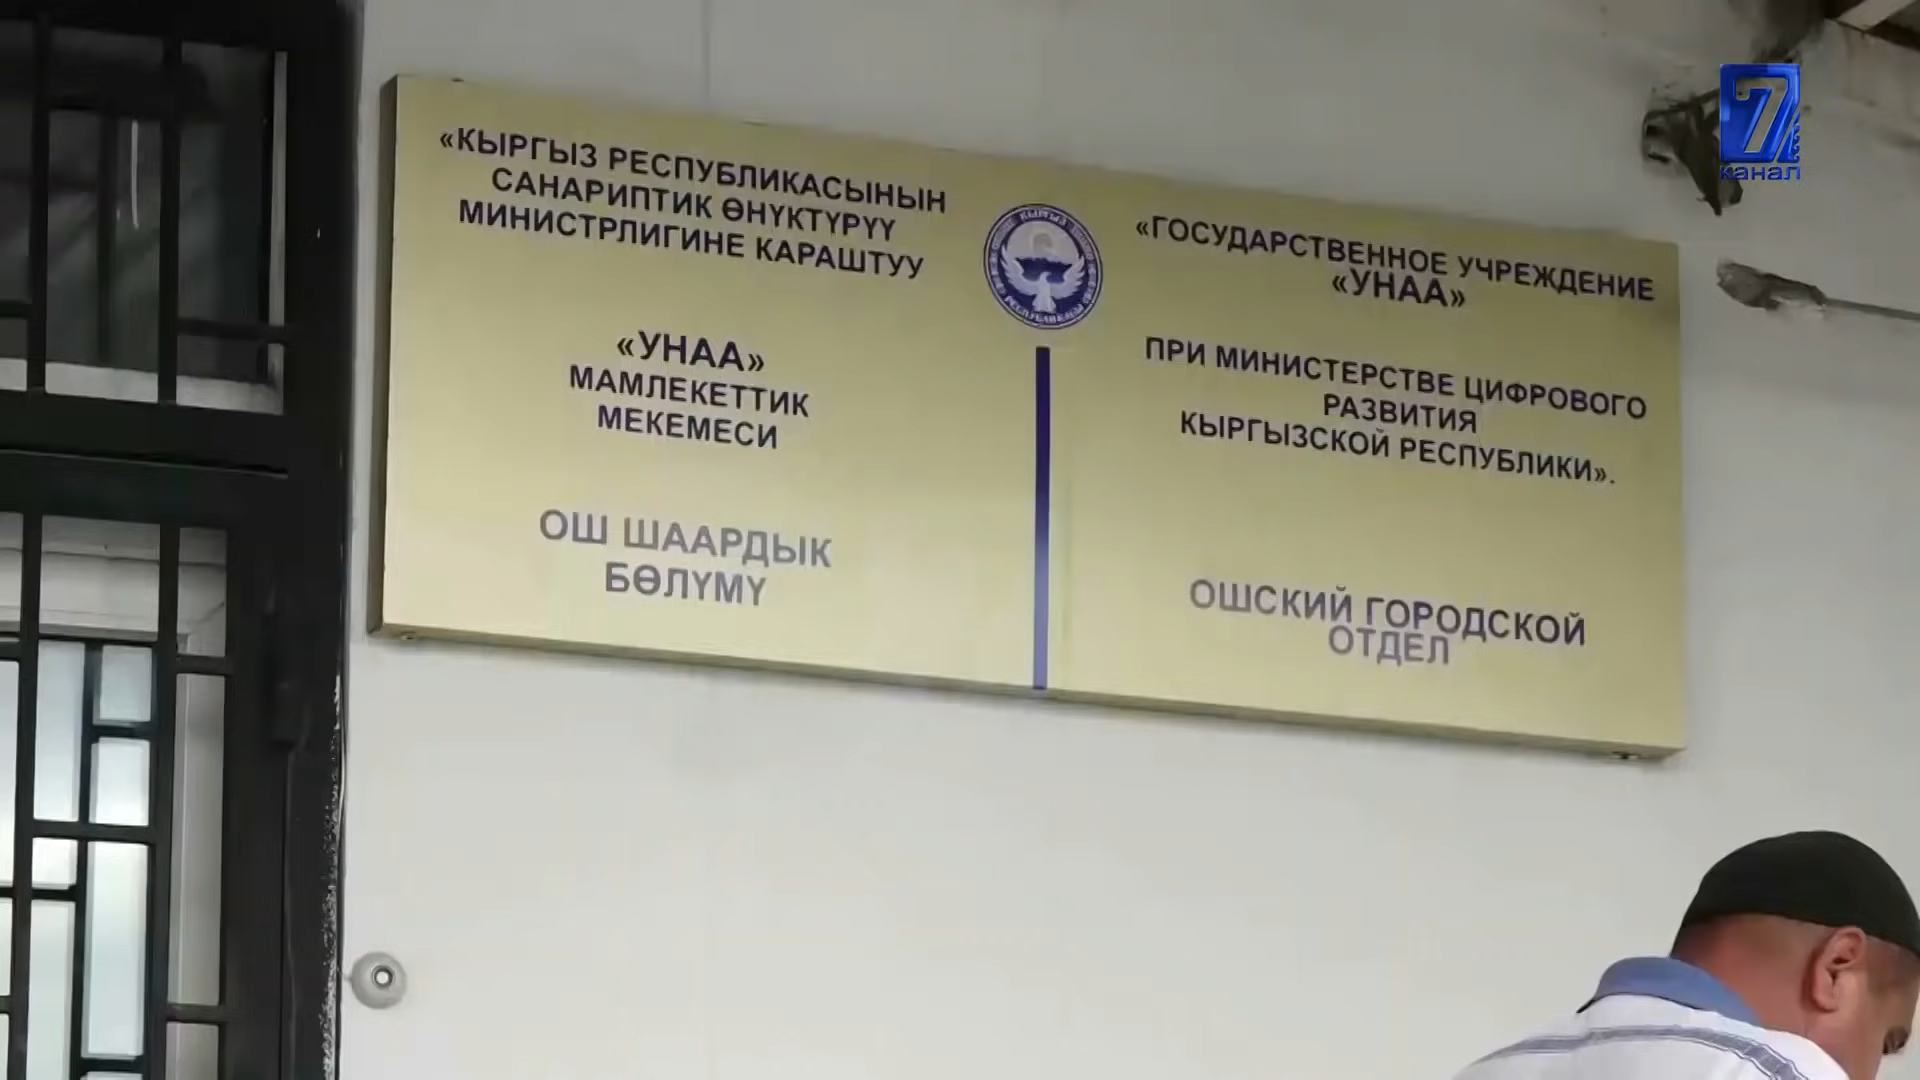 «КЫРГЫЗ РЕСПУБЛИКАСЫНЫН
САНАРИПТИК ӨНҮКТҮРҮҮ
МИНИСТРЛИГИНЕ КАРАШТУУ
«УНАА»
МАМЛЕКЕТТИК
МЕКЕМЕСИ
ОШ ШААРДЫК
БӨЛҮМҮ
«ГОСУДАРСТВЕННОЕ УЧРЕЖДЕНИЕ
«УНАА»
ПРИ МИНИСТЕРСТВЕ ЦИФРОВОГО
РАЗВИТИЯ
КЫРГЫЗСКОЙ РЕСПУБЛИКИ».
ОШСКИЙ ГОРОДСКОЙ
ОТДЕЛ
7
канал